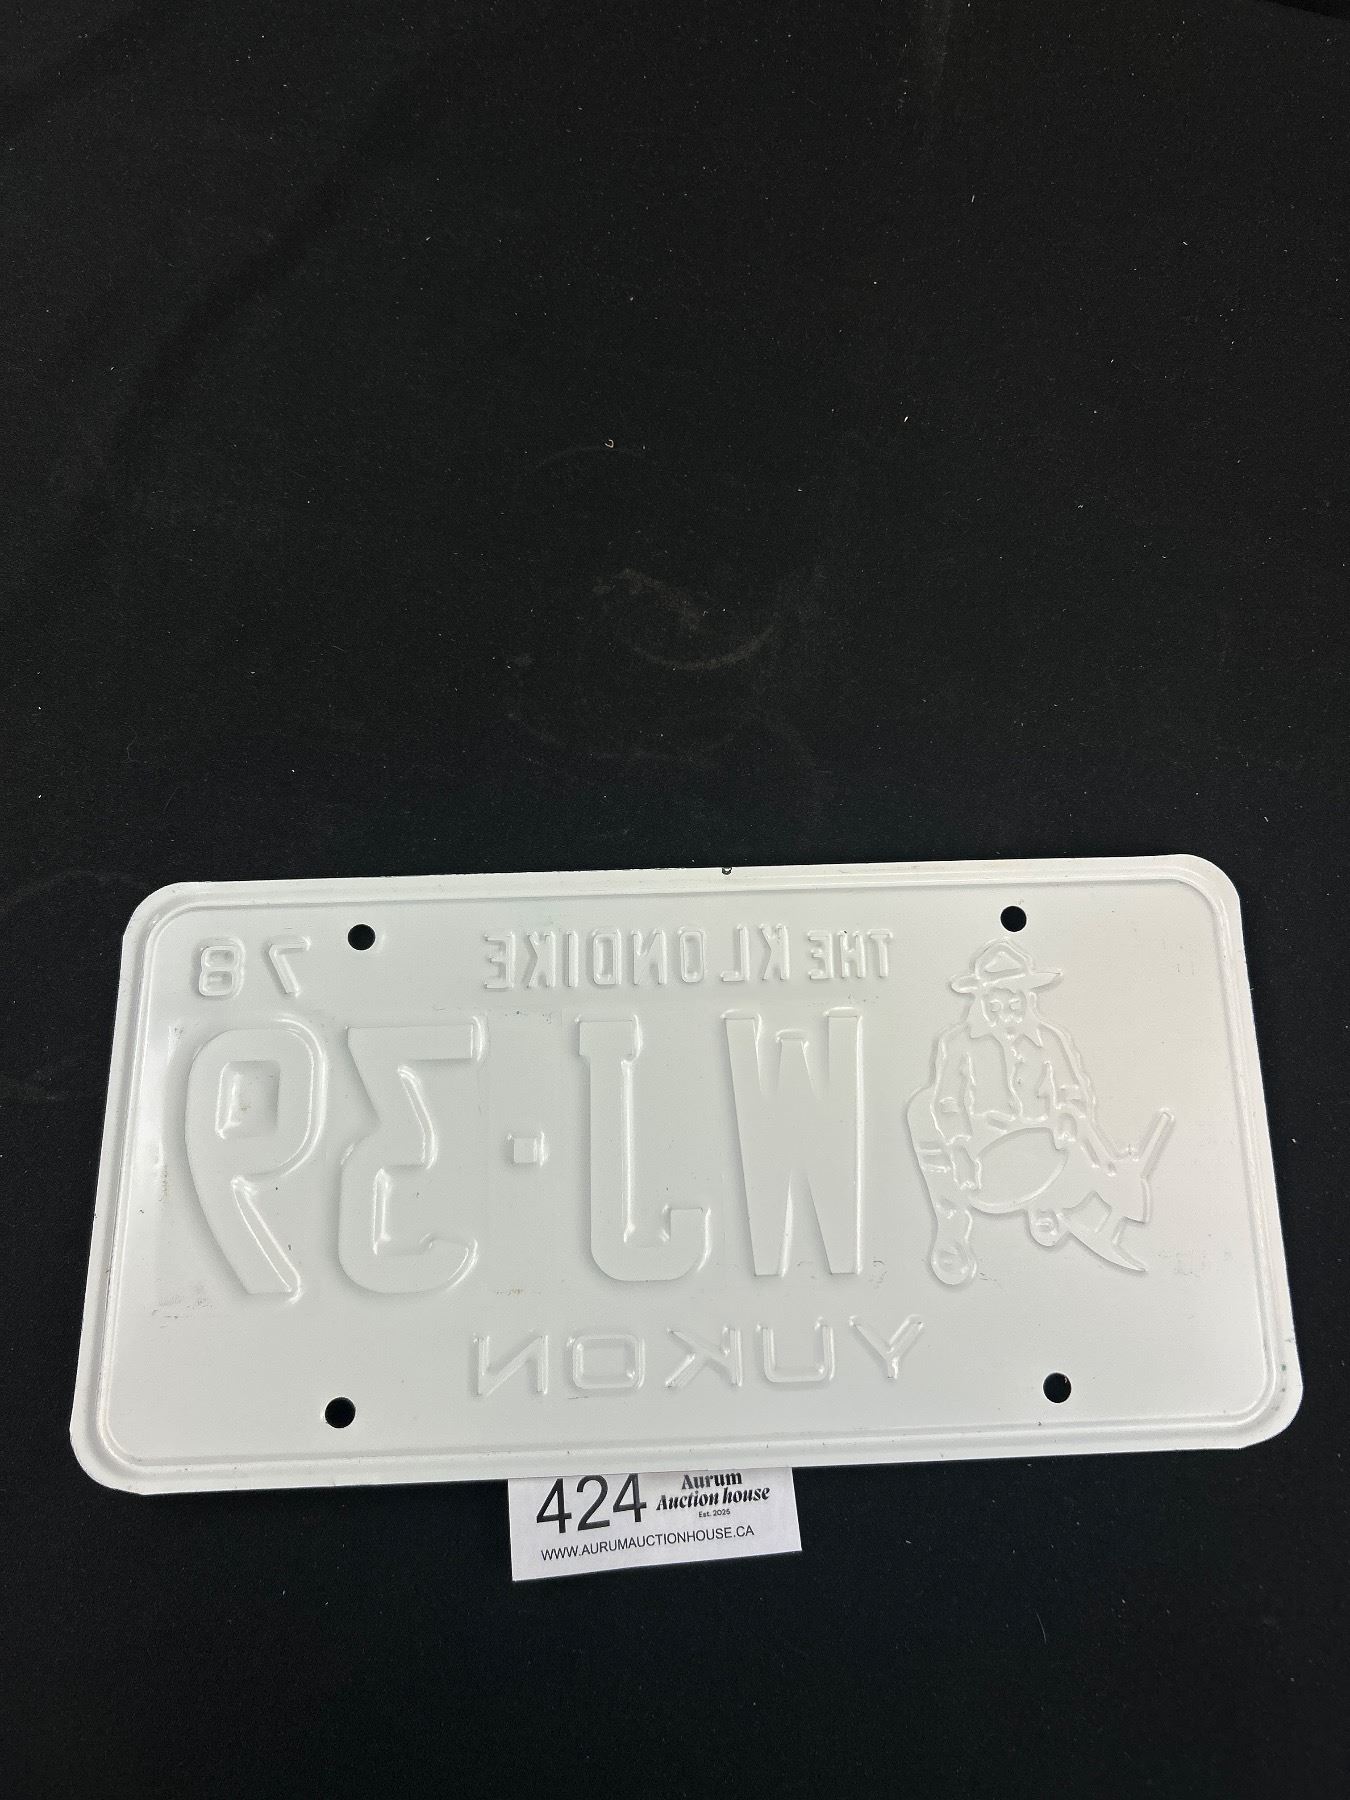 THE KLONDIKE 78
WJ·39
YUKON
424
Aurum
Auction house
Est. 2025
WWW.AURUMAUCTIONHOUSE.CA